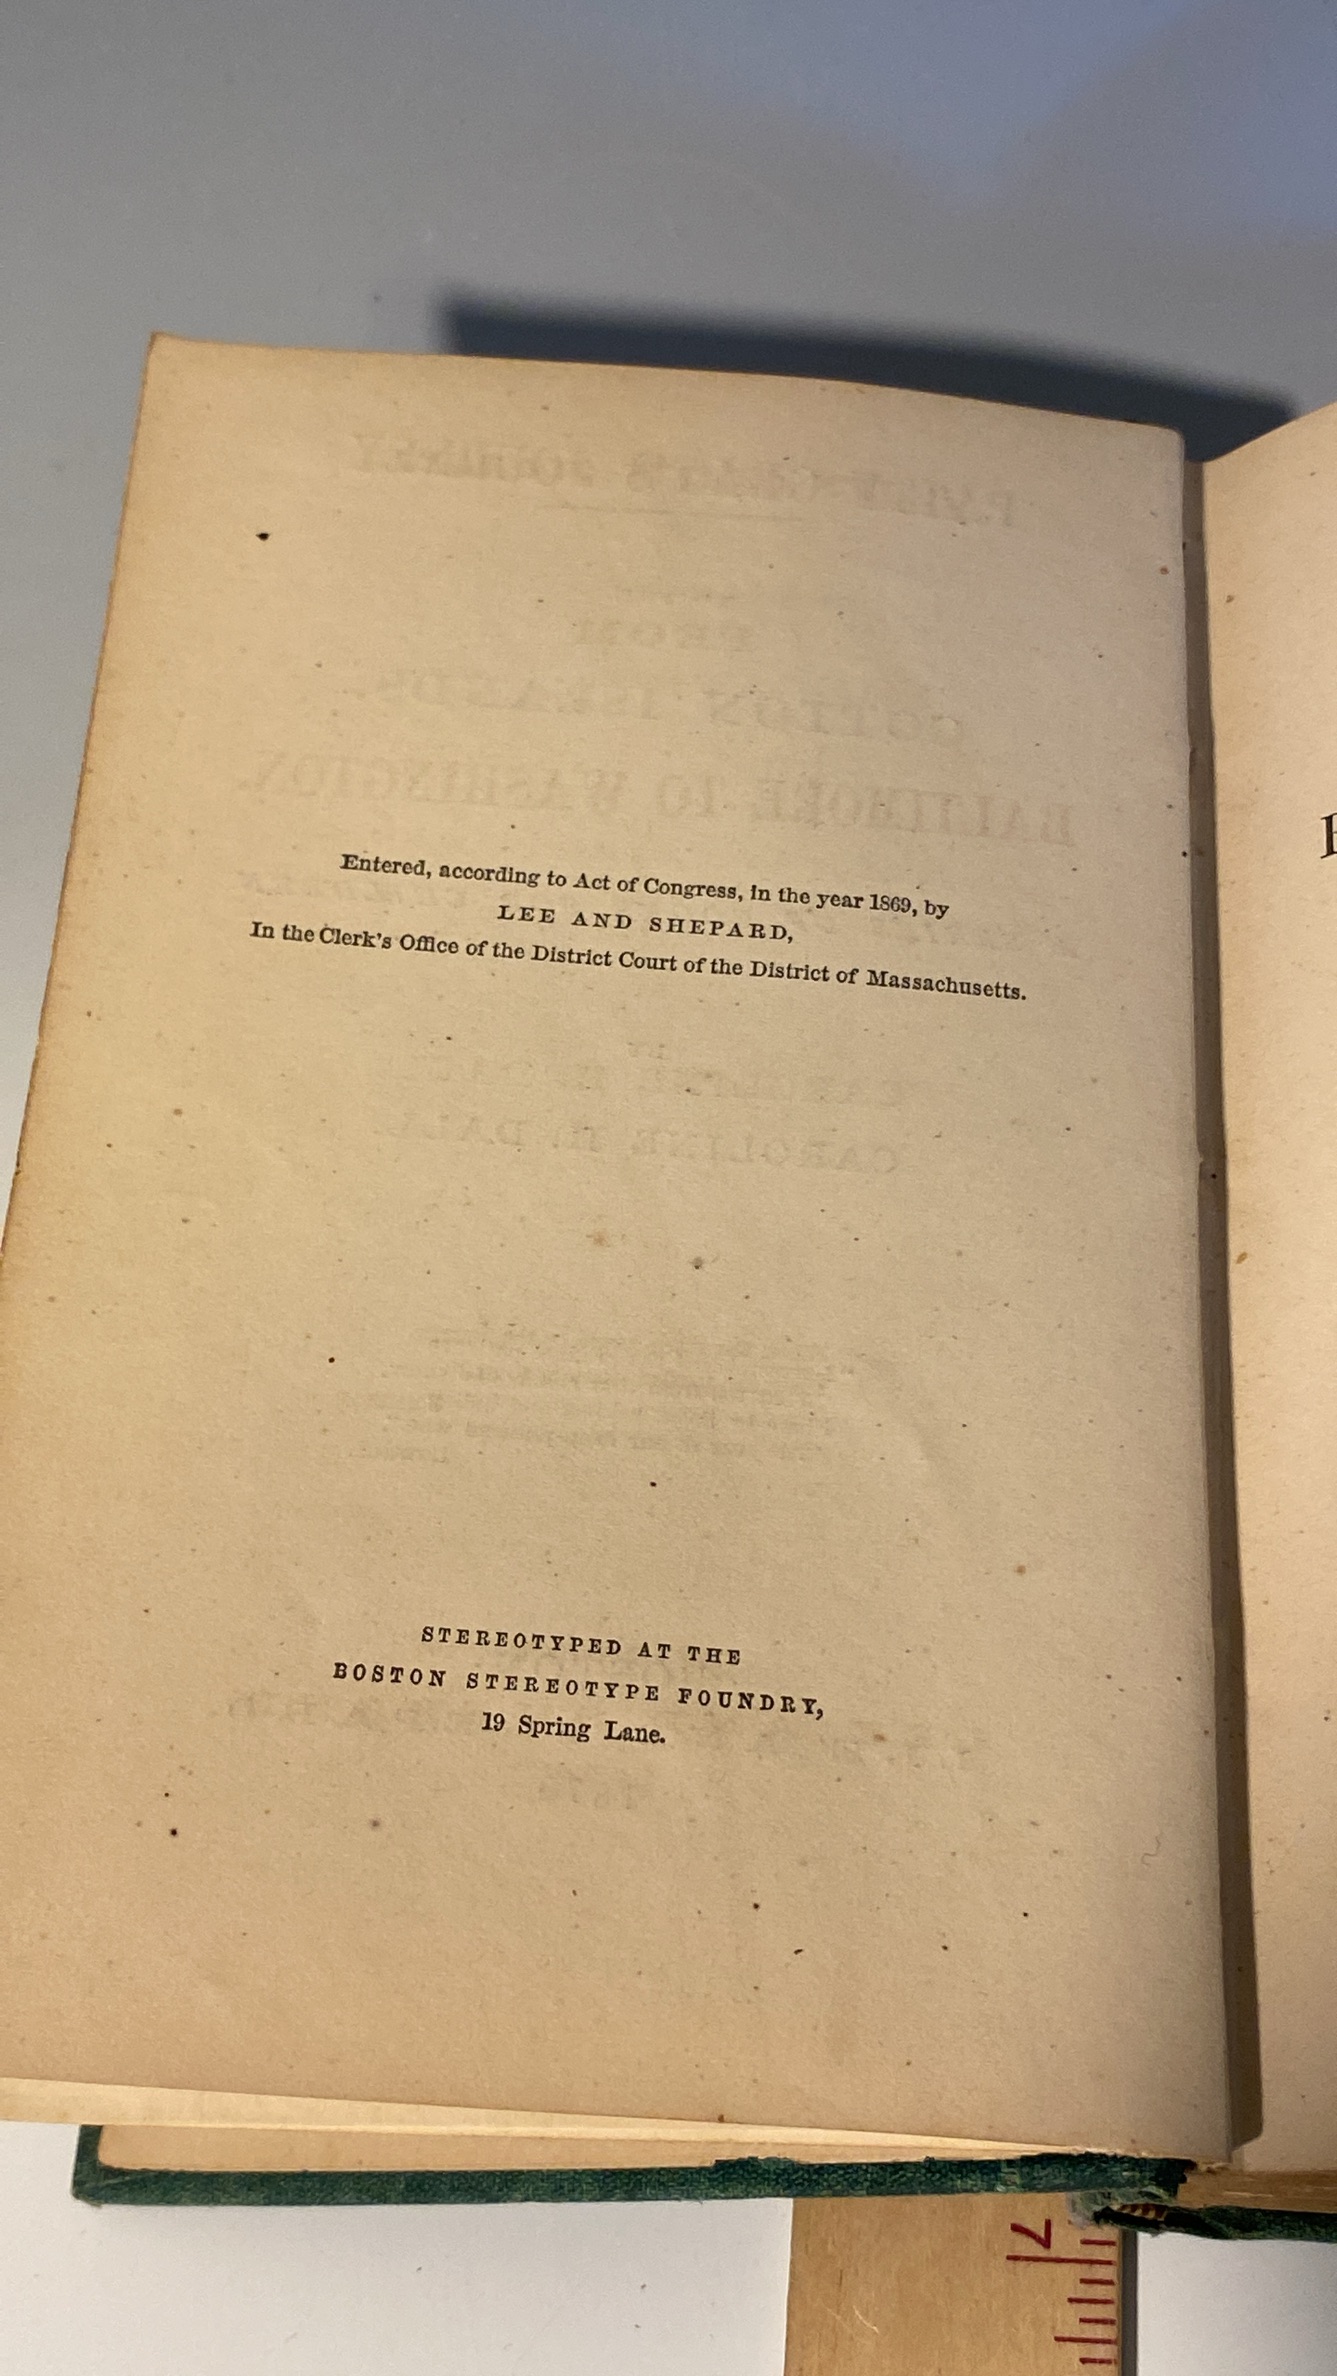 Entered, according to Act of Congress, in the year 1869, by
LEE AND SHEPARD,
In the Clerk's Office of the District Court of the District of Massachusetts.
STEREOTYPED AT THE
BOSTON STEREOTYPE FOUNDRY,
19 Spring Lane.
7